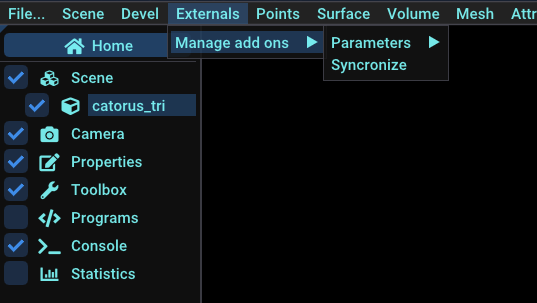 File... Scene Devel Externals Points Surface Volume Mesh Attr
Home
Manage add ons Parameters
Syncronize
Scene
catorus_tri
Camera
Properties
Toolbox
Programs
Console
Statistics